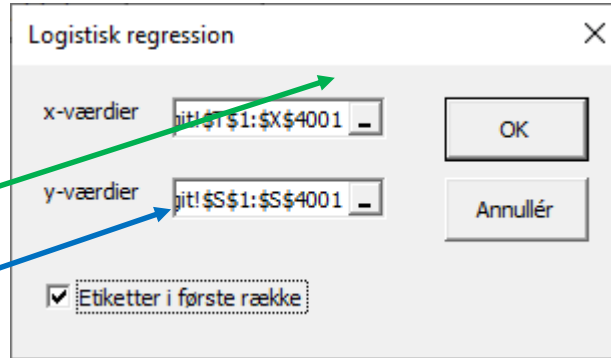 Logistisk regression
x-værdier
git!$T$1:$X$4001
OK
y-værdier
git!$S$1:$S$4001
Annullér
Etiketter i første række